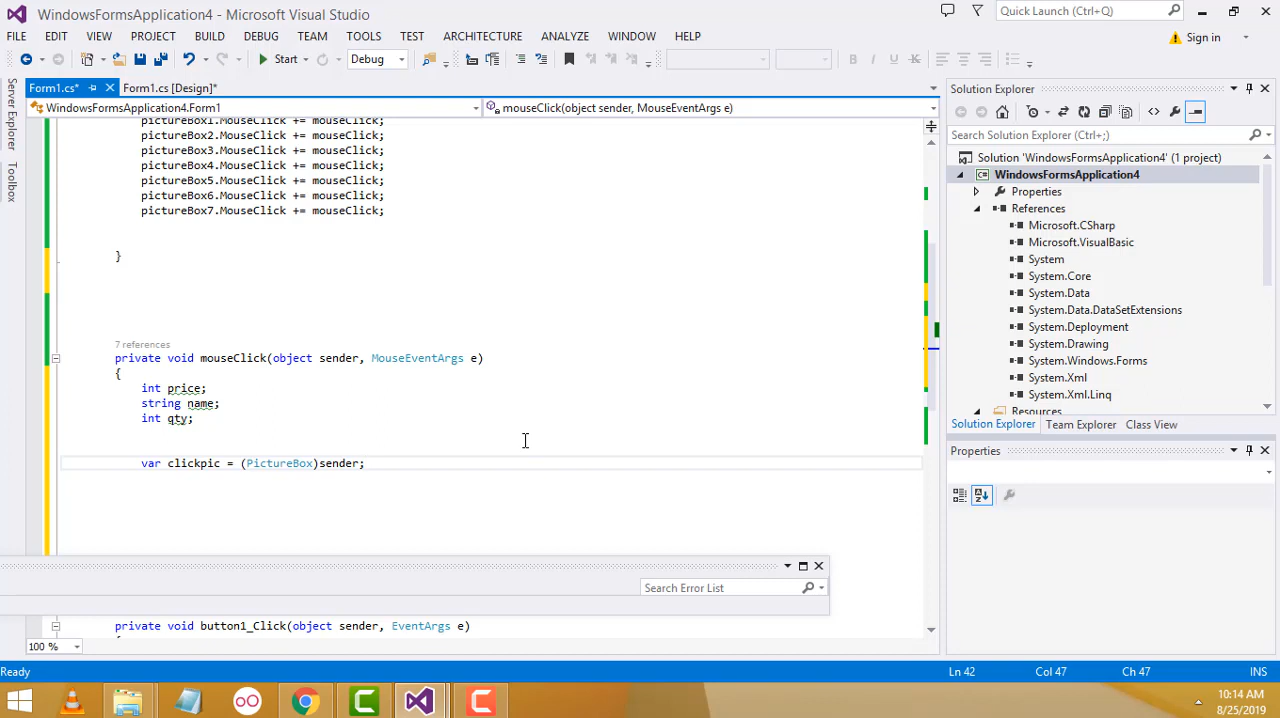 WindowsFormsApplication4 - Microsoft Visual Studio
Quick Launch (Ctrl+Q)
FILE EDIT VIEW PROJECT BUILD DEBUG TEAM TOOLS TEST ARCHITECTURE ANALYZE WINDOW HELP
Sign in
Start Debug
Form1.cs* Form1.cs [Design]*
WindowsFormsApplication4.Form1 mouseClick(object sender, MouseEventArgs e)
Server Explorer
Toolbox
pictureBox1.MouseClick += mouseClick;
pictureBox2.MouseClick += mouseClick;
pictureBox3.MouseClick += mouseClick;
pictureBox4.MouseClick += mouseClick;
pictureBox5.MouseClick += mouseClick;
pictureBox6.MouseClick += mouseClick;
pictureBox7.MouseClick += mouseClick;
}
7 references
private void mouseClick(object sender, MouseEventArgs e)
{
int price;
string name;
int qty;
var clickpic = (PictureBox)sender;
Search Error List
private void button1_Click(object sender, EventArgs e)
100 %
Solution Explorer
Search Solution Explorer (Ctrl+;)
Solution 'WindowsFormsApplication4' (1 project)
WindowsFormsApplication4
Properties
References
Microsoft.CSharp
Microsoft.VisualBasic
System
System.Core
System.Data
System.Data.DataSetExtensions
System.Deployment
System.Drawing
System.Windows.Forms
System.Xml
System.Xml.Linq
Resources
Solution Explorer Team Explorer Class View
Properties
Ready Ln 42 Col 47 Ch 47 INS
10:14 AM
8/25/2019